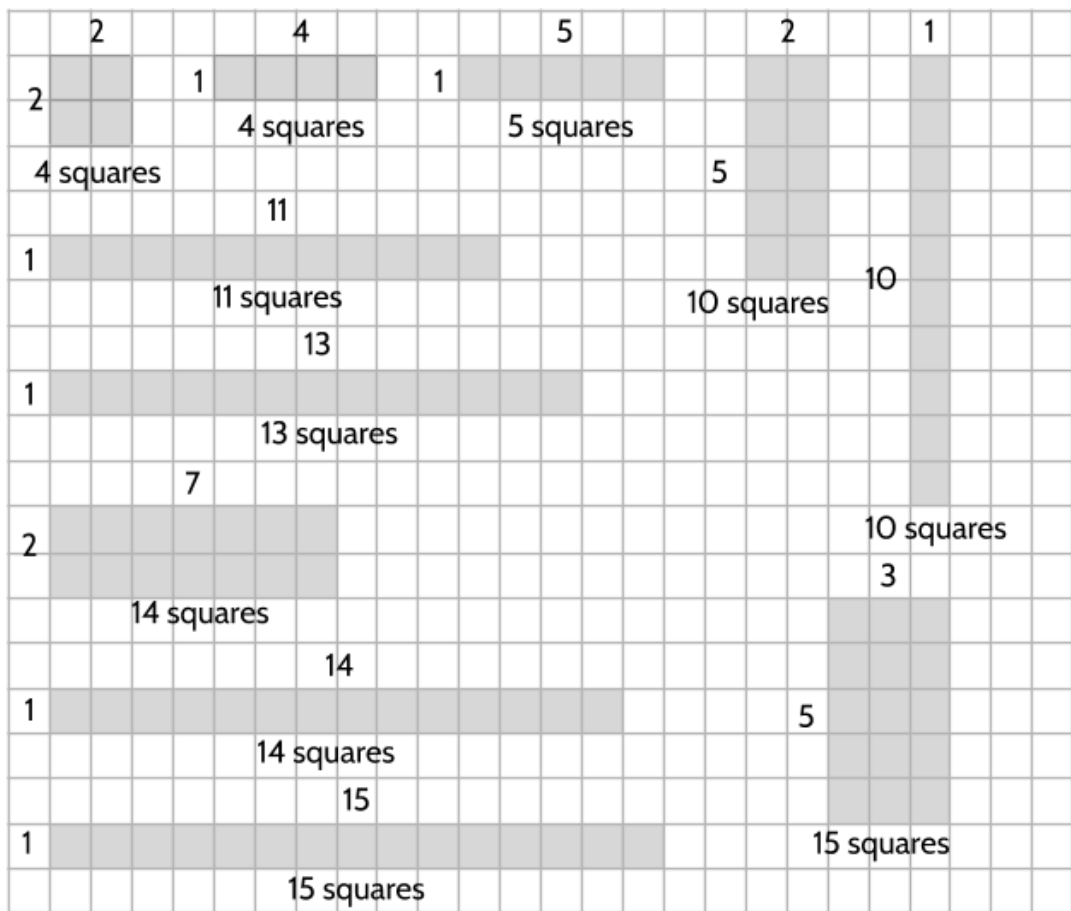 2 4 5 2 1
2 1 1
4 squares 5 squares
4 squares 5
11
1
11 squares 10 squares 10
13
1
13 squares
7
10 squares
2
3
14 squares
14
1 5
14 squares
15
1 15 squares
15 squares